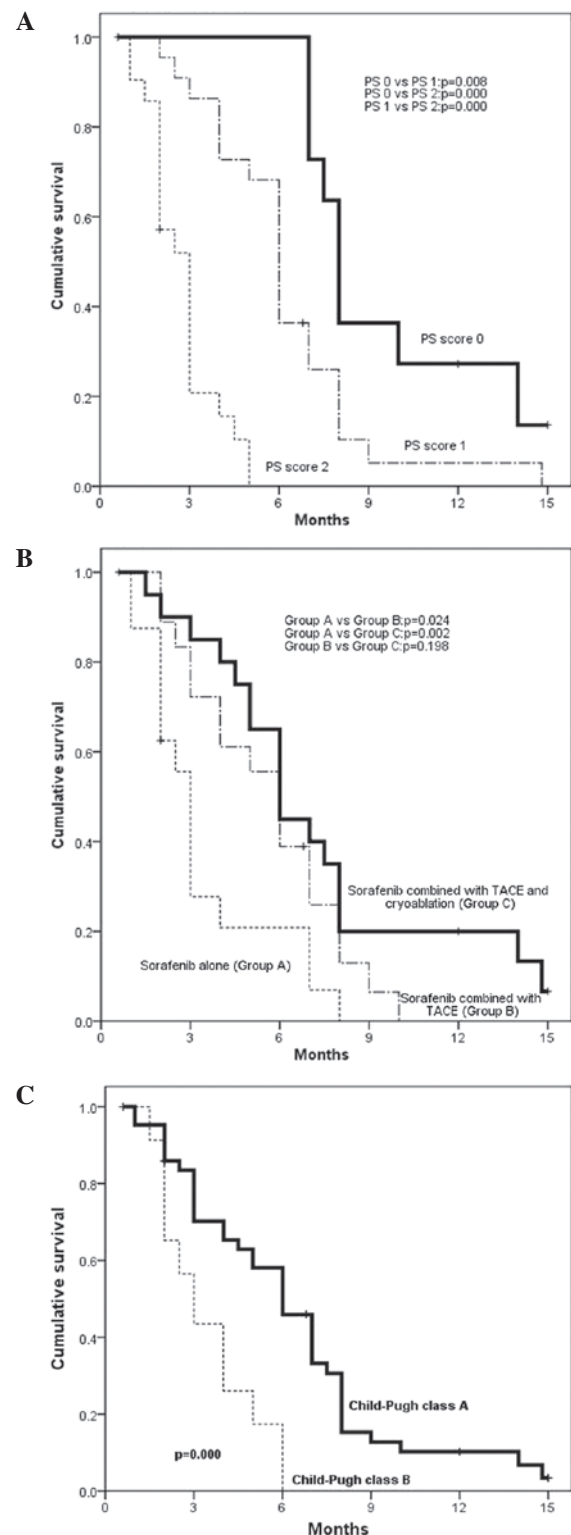 A
1.0
0.8
0.6
0.4
0.2
0.0
Cumulative survival
PS 0 vs PS 1:p=0.008
PS 0 vs PS 2:p=0.000
PS 1 vs PS 2:p=0.000
PS score 0
PS score 1
PS score 2
0 3 6 9 12 15
Months
B
1.0
0.8
0.6
0.4
0.2
0.0
Cumulative survival
Group A vs Group B:p=0.024
Group A vs Group C:p=0.002
Group B vs Group C:p=0.198
Sorafenib combined with TACE and
cryoablation (Group C)
Sorafenib alone (Group A)
Sorafenib combined with
TACE (Group B)
0 3 6 9 12 15
Months
C
1.0
0.8
0.6
0.4
0.2
0.0
Cumulative survival
Child-Pugh class A
p=0.000
Child-Pugh class B
0 3 6 9 12 15
Months